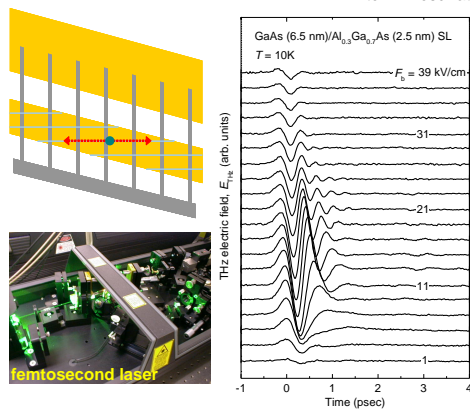 GaAs (6.5 nm)/Al0.3Ga0.7As (2.5 nm) SL
T = 10K
Fb = 39 kV/cm
31
21
11
1
THz electric field, ETHz (arb. units)
-1 0 1 2 3 4
Time (psec)
femtosecond laser